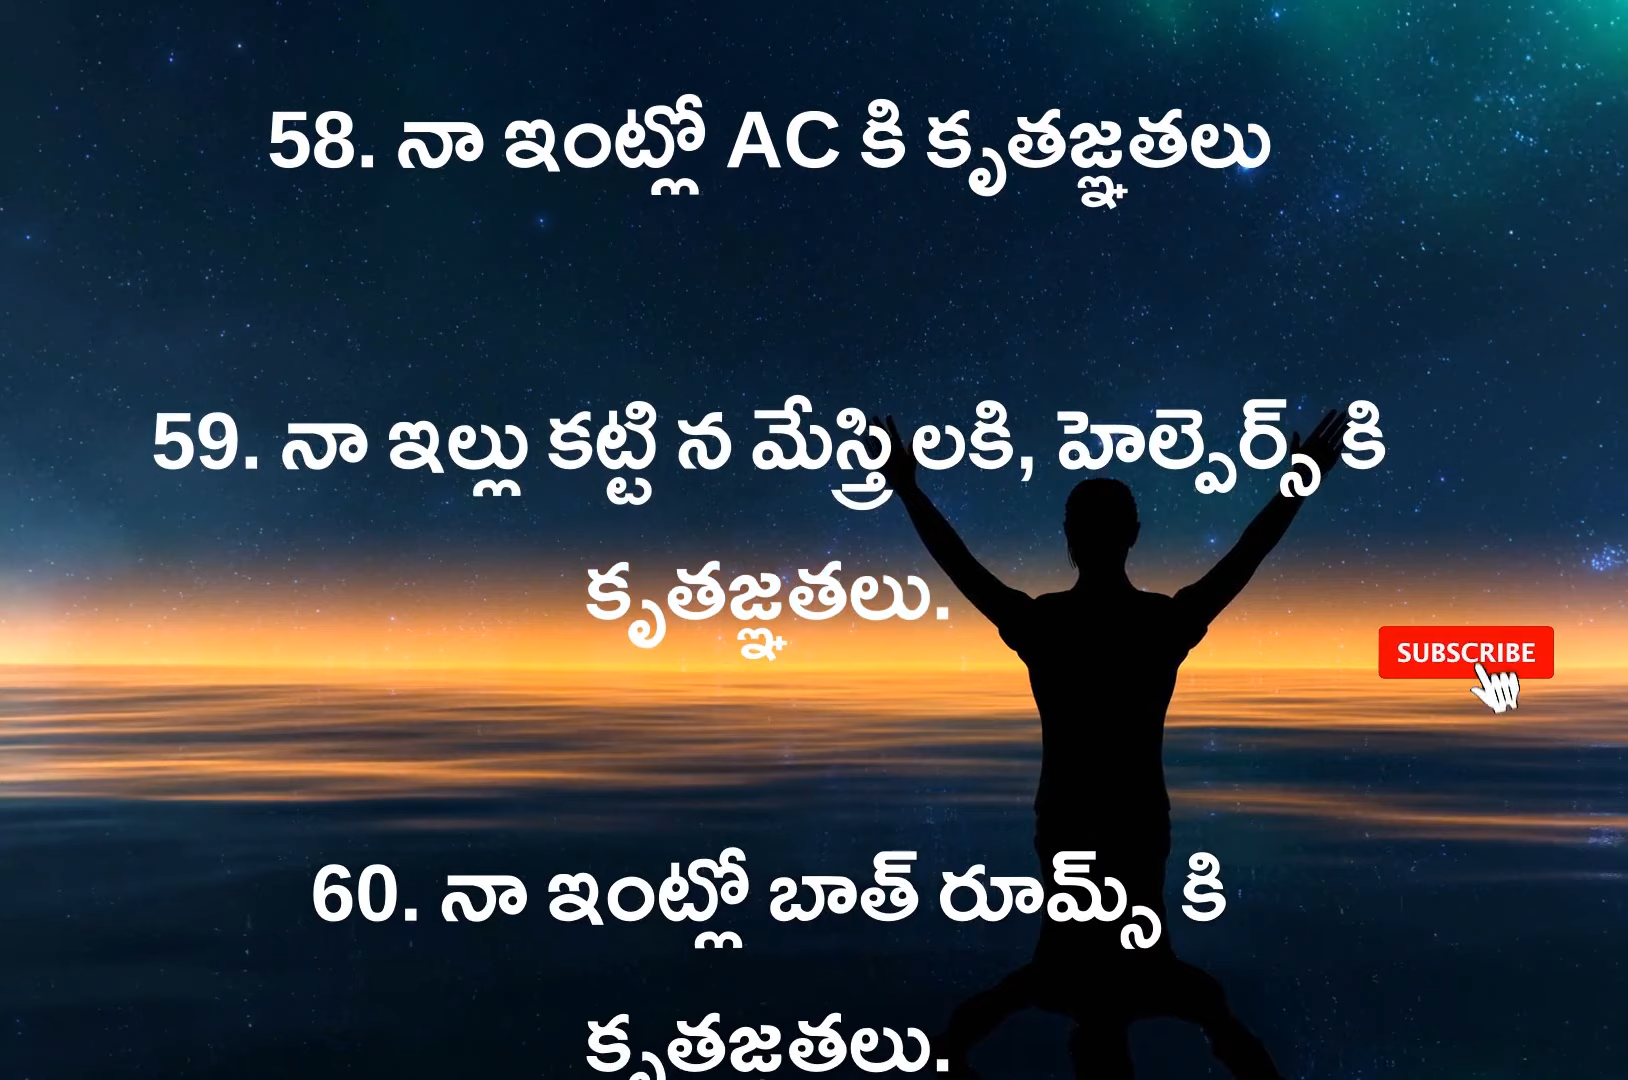 58. నా ఇంట్లో AC కి కృతజ్ఞతలు
59. నా ఇల్లు కట్టి న మేస్త్రి లకి, హెల్పెర్స్ కి
కృతజ్ఞతలు.
SUBSCRIBE
60. నా ఇంట్లో బాత్ రూమ్స్ కి
కృతజ్ఞతలు.